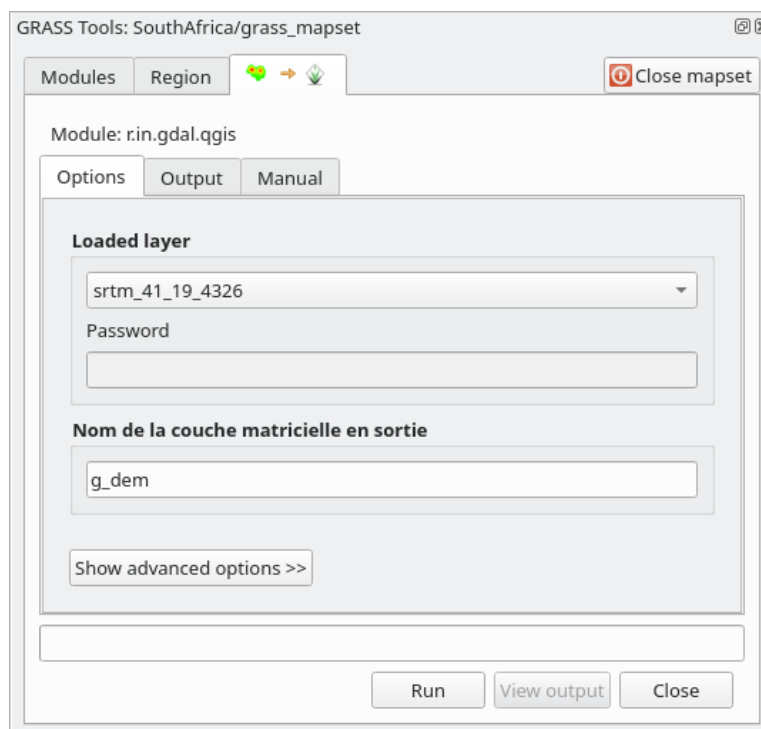 GRASS Tools: SouthAfrica/grass_mapset
Modules Region Close mapset
Module: r.in.gdal.qgis
Options Output Manual
Loaded layer
srtm_41_19_4326
Password
Nom de la couche matricielle en sortie
g_dem
Show advanced options >>
Run View output Close